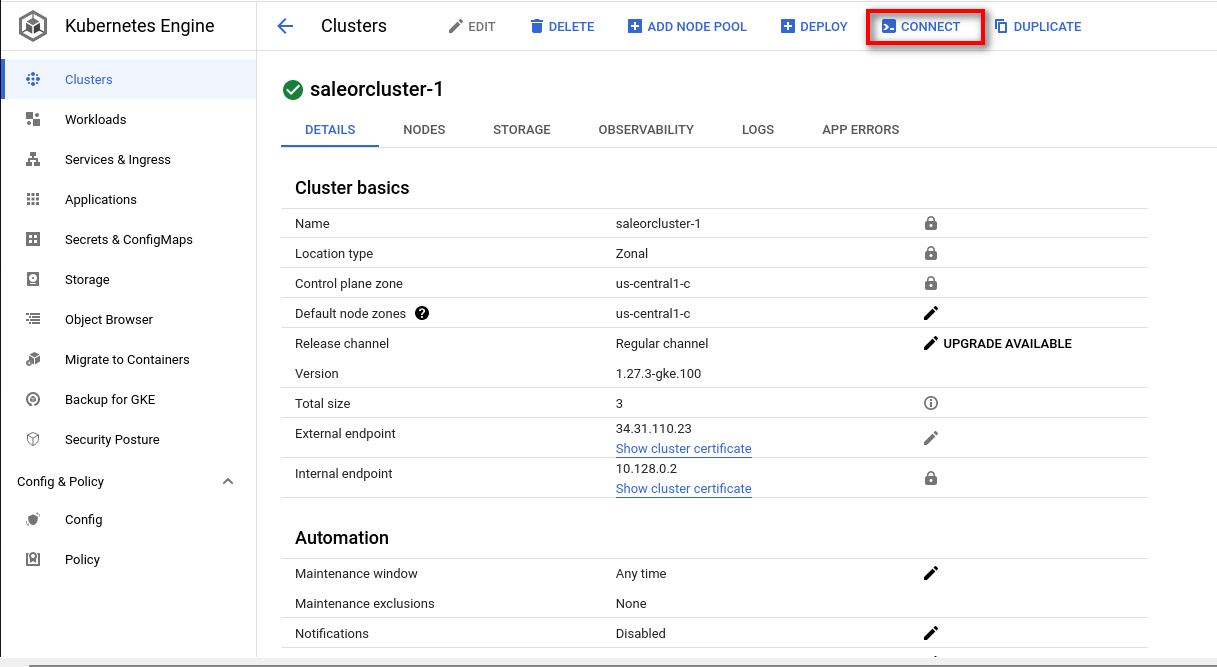 Kubernetes Engine
Clusters
EDIT
DELETE
ADD NODE POOL
DEPLOY
CONNECT
DUPLICATE
Clusters
Workloads
Services & Ingress
Applications
Secrets & ConfigMaps
Storage
Object Browser
Migrate to Containers
Backup for GKE
Security Posture
Config & Policy
Config
Policy
saleorcluster-1
DETAILS NODES STORAGE OBSERVABILITY LOGS APP ERRORS
Cluster basics
Name saleorcluster-1
Location type Zonal
Control plane zone us-central1-c
Default node zones ? us-central1-c
Release channel Regular channel UPGRADE AVAILABLE
Version 1.27.3-gke.100
Total size 3
External endpoint 34.31.110.23
Show cluster certificate
Internal endpoint 10.128.0.2
Show cluster certificate
Automation
Maintenance window Any time
Maintenance exclusions None
Notifications Disabled